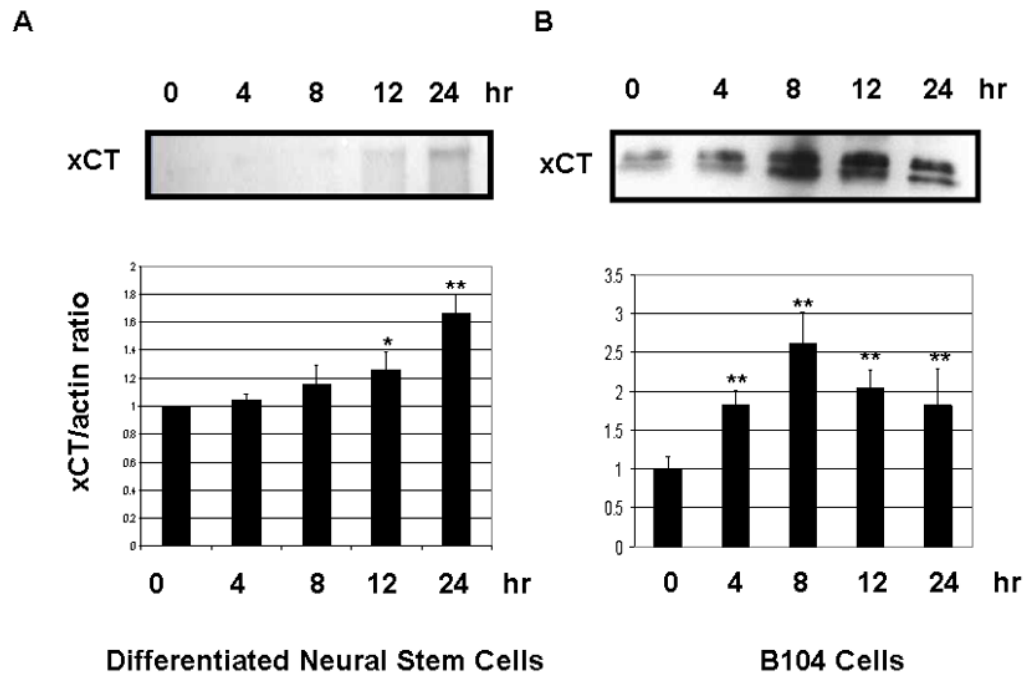 A
0 4 8 12 24 hr
xCT
xCT/actin ratio
2
1.8
1.6
1.4
1.2
1
0.8
0.6
0.4
0.2
0
*
**
0 4 8 12 24 hr
Differentiated Neural Stem Cells
B
0 4 8 12 24 hr
xCT
3.5
3
2.5
2
1.5
1
0.5
0
**
**
**
**
0 4 8 12 24 hr
B104 Cells